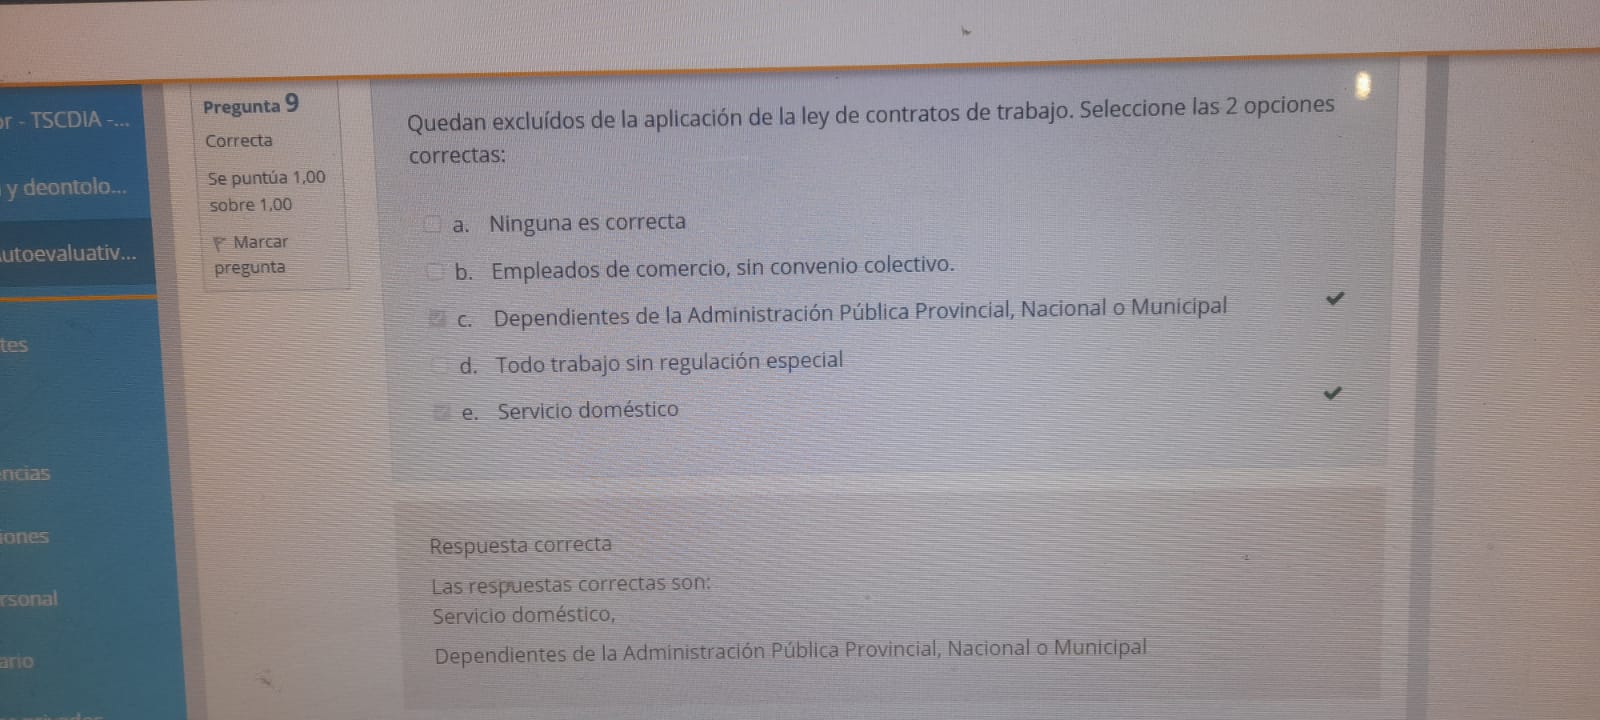 or - TSCDIA -...
y deontolo...
utoevaluativ...
tes
ncias
iones
rsonal
ario
Pregunta 9
Correcta
Se puntúa 1,00
sobre 1,00
Marcar
pregunta
Quedan excluídos de la aplicación de la ley de contratos de trabajo. Seleccione las 2 opciones
correctas:
a. Ninguna es correcta
b. Empleados de comercio, sin convenio colectivo.
c. Dependientes de la Administración Pública Provincial, Nacional o Municipal
d. Todo trabajo sin regulación especial
e. Servicio doméstico
Respuesta correcta
Las respuestas correctas son:
Servicio doméstico,
Dependientes de la Administración Pública Provincial, Nacional o Municipal